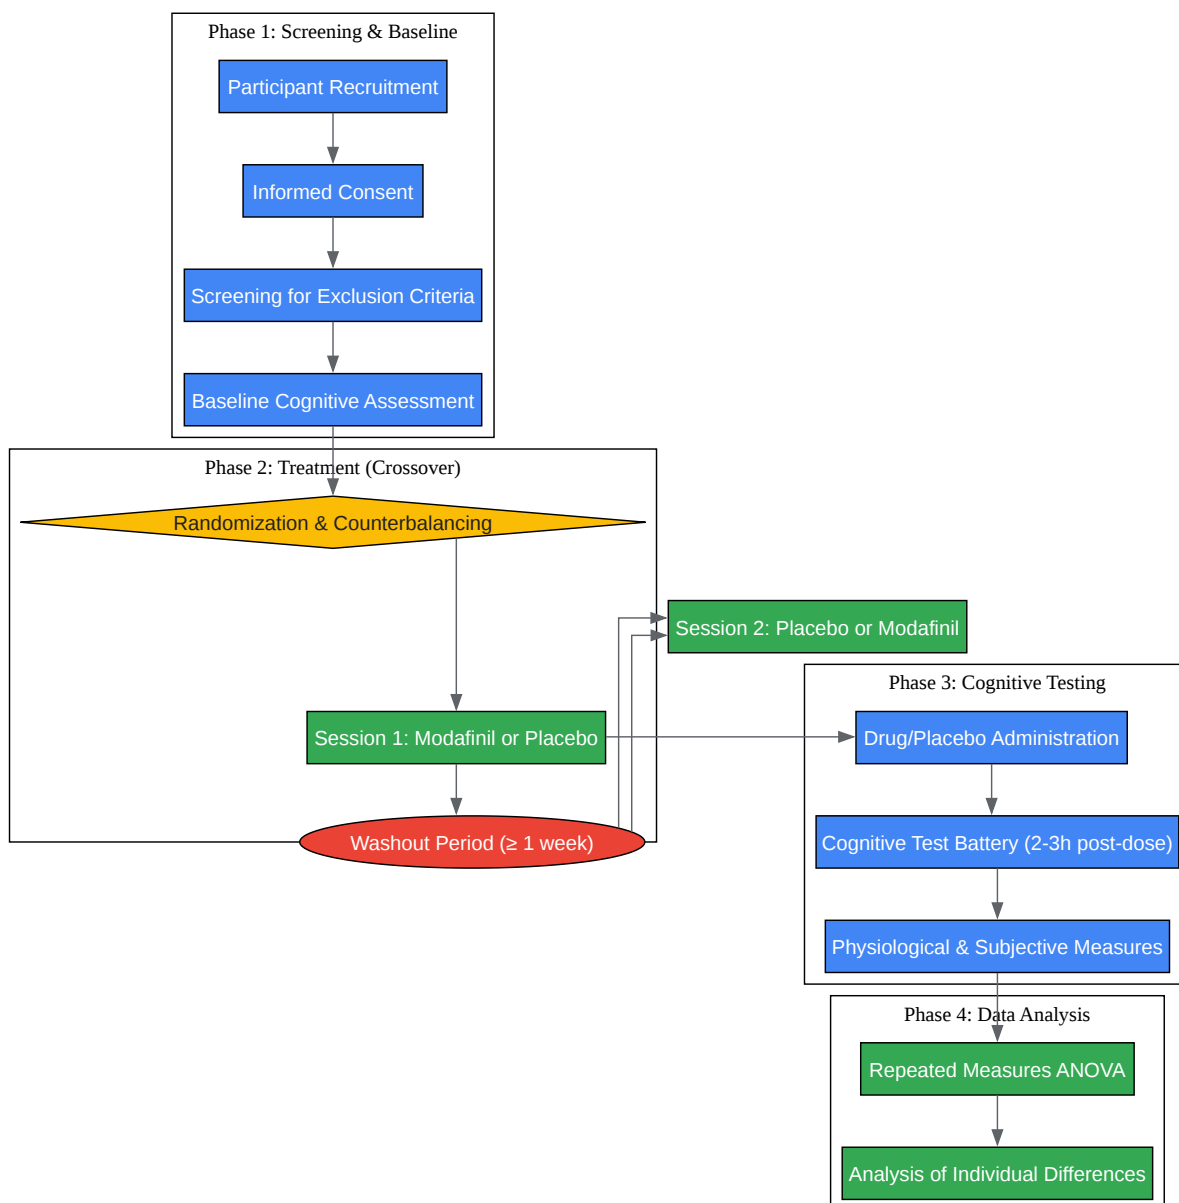 Phase 1: Screening & Baseline
Participant Recruitment
Informed Consent
Screening for Exclusion Criteria
Baseline Cognitive Assessment
Phase 2: Treatment (Crossover)
Randomization & Counterbalancing
Session 2: Placebo or Modafinil
Session 1: Modafinil or Placebo
Washout Period (≥ 1 week)
Phase 3: Cognitive Testing
Drug/Placebo Administration
Cognitive Test Battery (2-3h post-dose)
Physiological & Subjective Measures
Phase 4: Data Analysis
Repeated Measures ANOVA
Analysis of Individual Differences